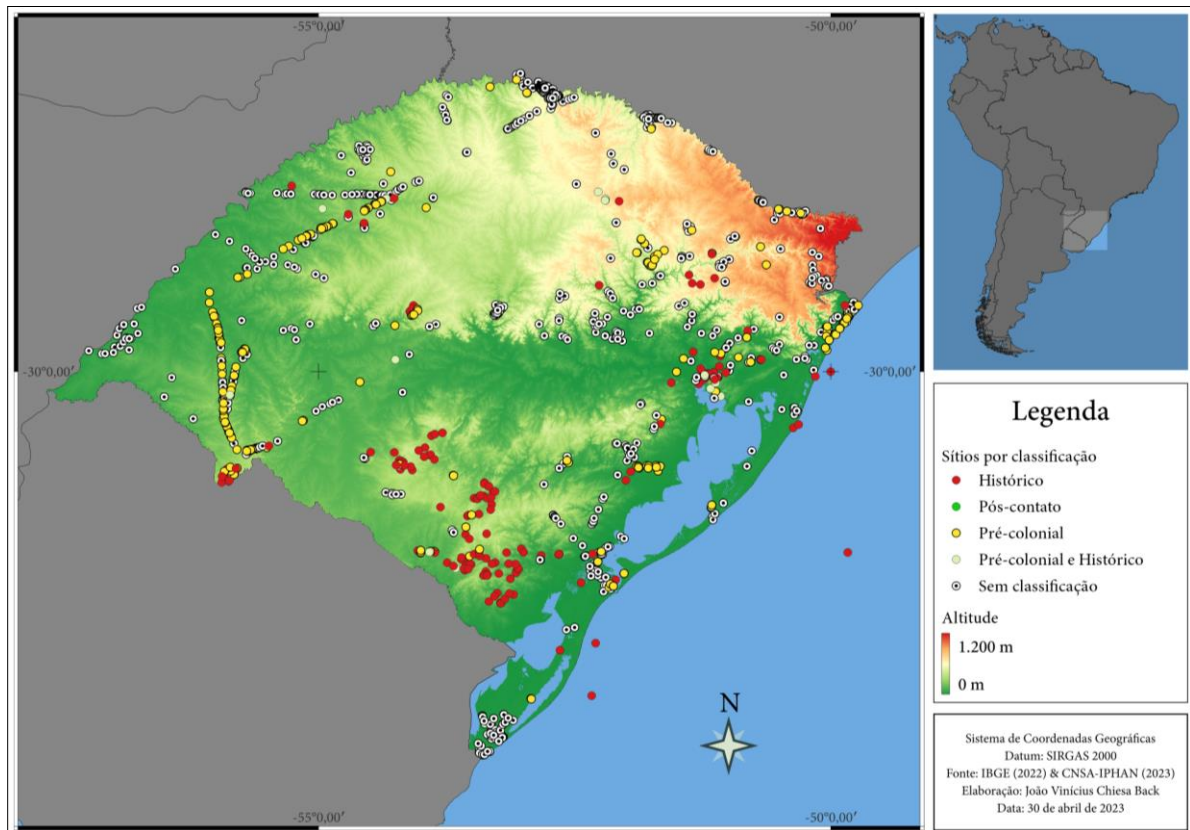 -55°0,00′
-50°0,00′
-30°0,00′
-30°0,00′
N
-55°0,00′
-50°0,00′
Legenda
Sítios por classificação
Histórico
Pós-contato
Pré-colonial
Pré-colonial e Histórico
Sem classificação
Altitude
1.200 m
0 m
Sistema de Coordenadas Geográficas
Datum: SIRGAS 2000
Fonte: IBGE (2022) & CNSA-IPHAN (2023)
Elaboração: João Vinícius Chiesa Back
Data: 30 de abril de 2023